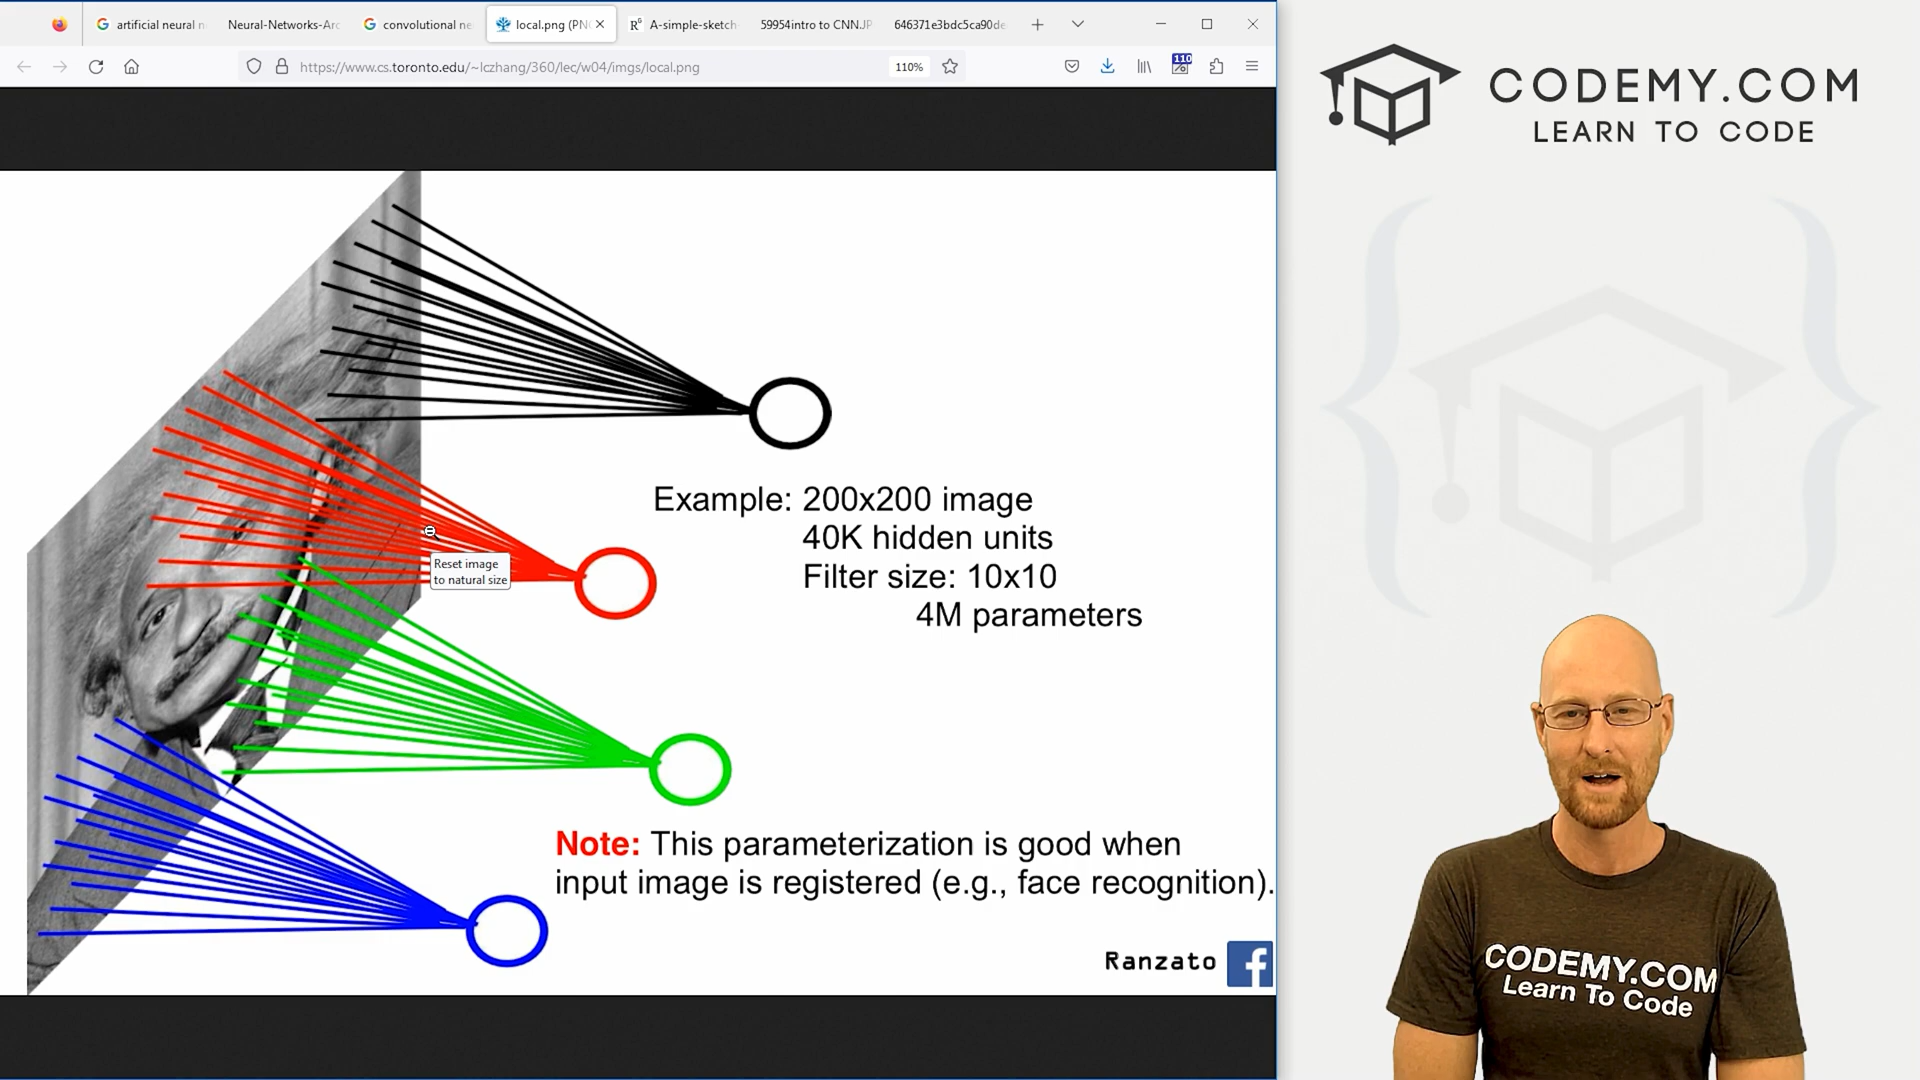 artificial neural n
Neural-Networks-Arc
convolutional ne
local.png (PN
A-simple-sketch-
59954intro to CNN.JP
646371e3bdc5ca90de
https://www.cs.toronto.edu/~lczhang/360/lec/w04/imgs/local.png
110%
110
CODEMY.COM
LEARN TO CODE
Example: 200x200 image
40K hidden units
Filter size: 10x10
4M parameters
Reset image
to natural size
Note: This parameterization is good when
input image is registered (e.g., face recognition).
Ranzato
CODEMY.COM
Learn To Code